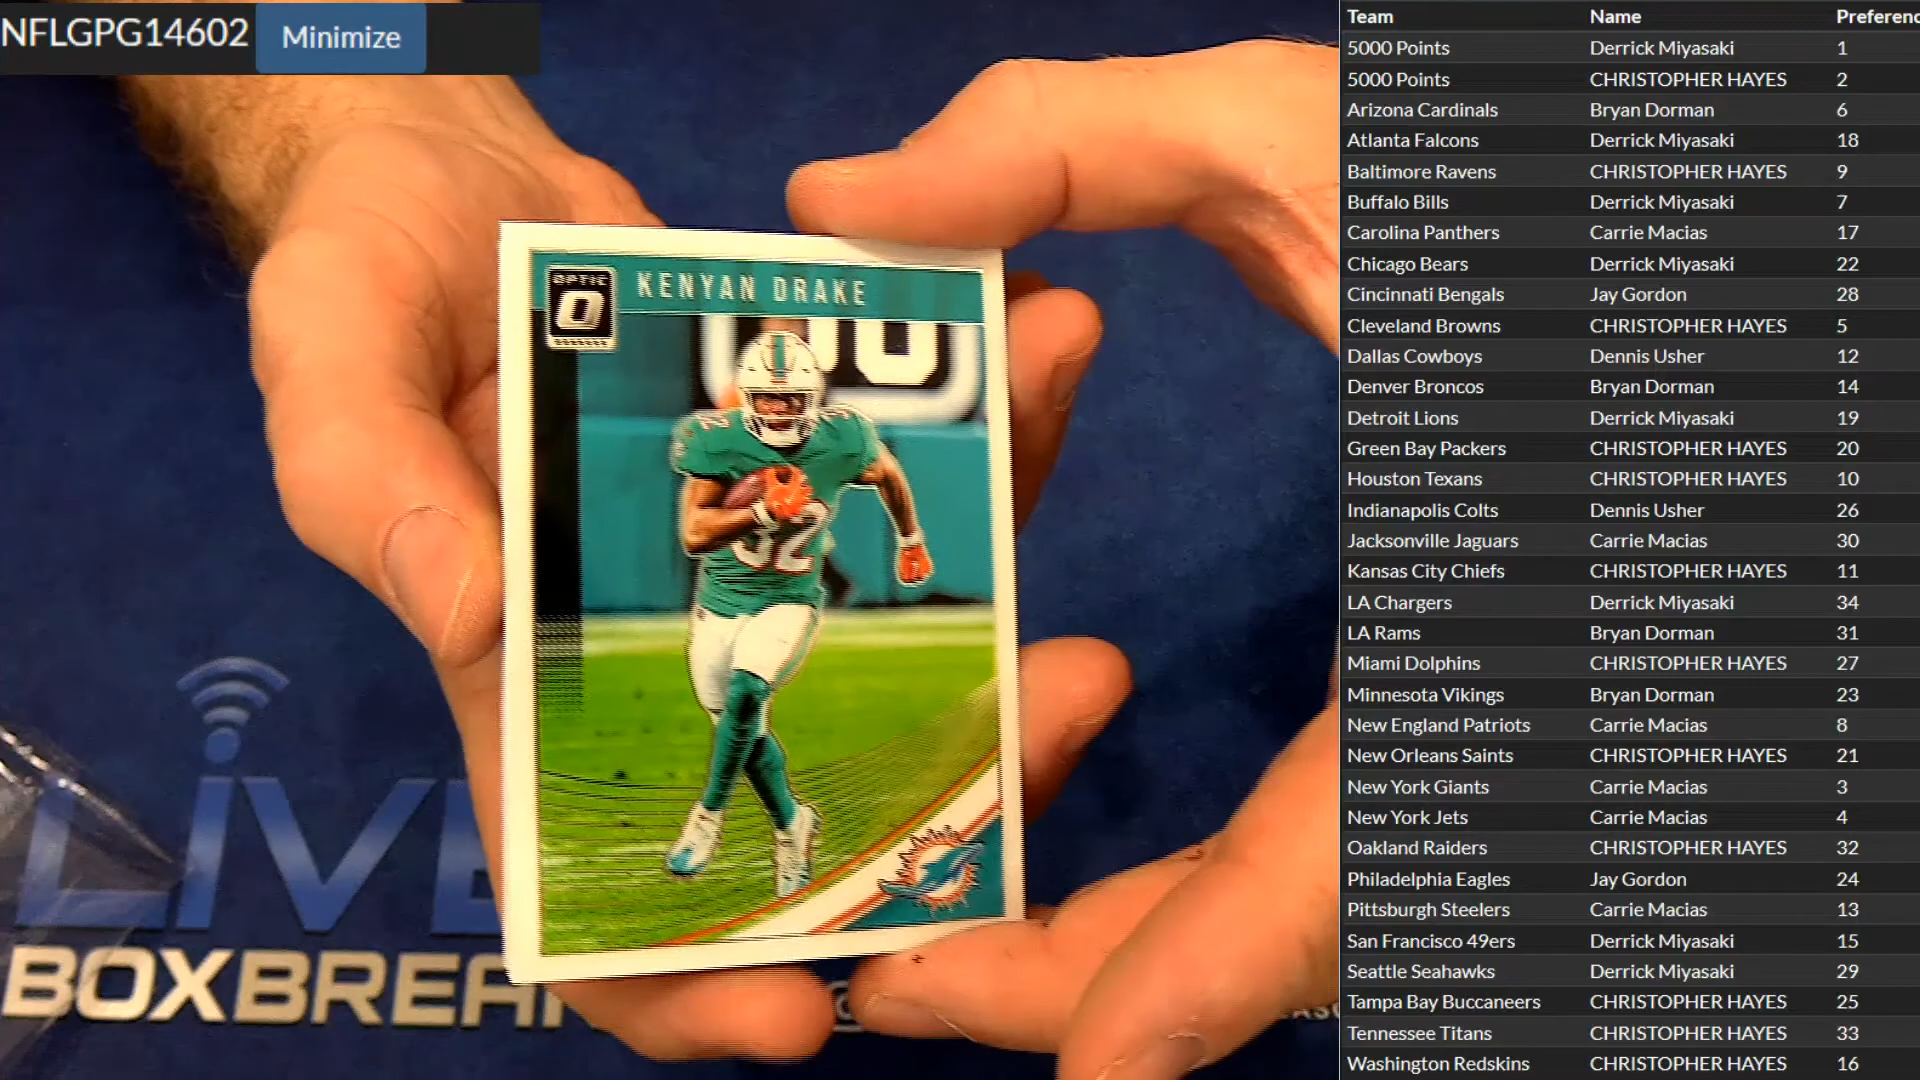 NFLGPG14602 Minimize
OPTIC
KENYAN DRAKE
32
LIVE
BOXBREA
Team Name Preferenc
5000 Points Derrick Miyasaki 1
5000 Points CHRISTOPHER HAYES 2
Arizona Cardinals Bryan Dorman 6
Atlanta Falcons Derrick Miyasaki 18
Baltimore Ravens CHRISTOPHER HAYES 9
Buffalo Bills Derrick Miyasaki 7
Carolina Panthers Carrie Macias 17
Chicago Bears Derrick Miyasaki 22
Cincinnati Bengals Jay Gordon 28
Cleveland Browns CHRISTOPHER HAYES 5
Dallas Cowboys Dennis Usher 12
Denver Broncos Bryan Dorman 14
Detroit Lions Derrick Miyasaki 19
Green Bay Packers CHRISTOPHER HAYES 20
Houston Texans CHRISTOPHER HAYES 10
Indianapolis Colts Dennis Usher 26
Jacksonville Jaguars Carrie Macias 30
Kansas City Chiefs CHRISTOPHER HAYES 11
LA Chargers Derrick Miyasaki 34
LA Rams Bryan Dorman 31
Miami Dolphins CHRISTOPHER HAYES 27
Minnesota Vikings Bryan Dorman 23
New England Patriots Carrie Macias 8
New Orleans Saints CHRISTOPHER HAYES 21
New York Giants Carrie Macias 3
New York Jets Carrie Macias 4
Oakland Raiders CHRISTOPHER HAYES 32
Philadelphia Eagles Jay Gordon 24
Pittsburgh Steelers Carrie Macias 13
San Francisco 49ers Derrick Miyasaki 15
Seattle Seahawks Derrick Miyasaki 29
Tampa Bay Buccaneers CHRISTOPHER HAYES 25
Tennessee Titans CHRISTOPHER HAYES 33
Washington Redskins CHRISTOPHER HAYES 16